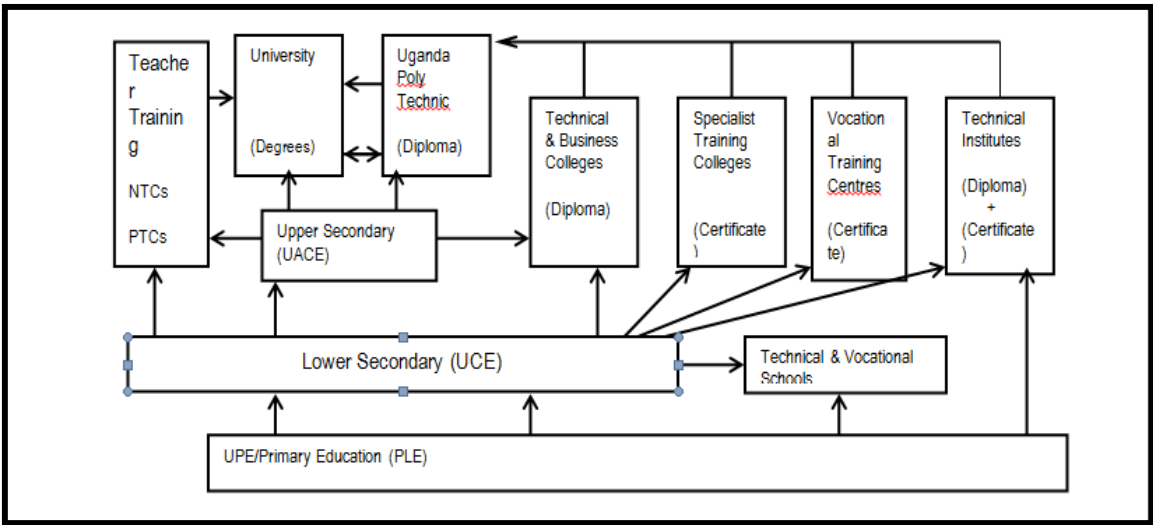 Teache
r
Trainin
g
NTCs
PTCs
University
(Degrees)
Uganda
Poly
Technic
(Diploma)
Technical
& Business
Colleges
(Diploma)
Specialist
Training
Colleges
(Certificate
)
Vocation
al
Training
Centres
(Certifica
te)
Technical
Institutes
(Diploma)
+
(Certificate
)
Upper Secondary
(UACE)
Lower Secondary (UCE)
Technical & Vocational
Schools
UPE/Primary Education (PLE)